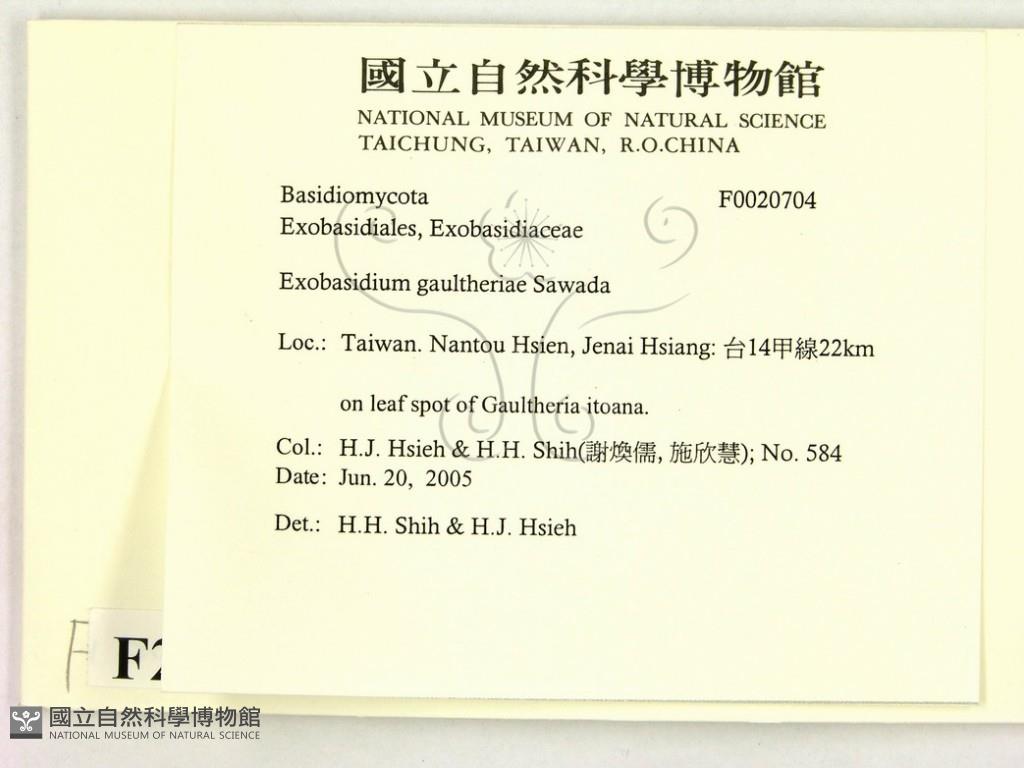 國立自然科學博物館
NATIONAL MUSEUM OF NATURAL SCIENCE
TAICHUNG, TAIWAN, R.O.CHINA
Basidiomycota F0020704
Exobasidiales, Exobasidiaceae
Exobasidium gaultheriae Sawada
Loc.: Taiwan. Nantou Hsien, Jenai Hsiang: 台14甲線22km
on leaf spot of Gaultheria itoana.
Col.: H.J. Hsieh & H.H. Shih(謝煥儒, 施欣慧); No. 584
Date: Jun. 20, 2005
Det.: H.H. Shih & H.J. Hsieh
F2
國立自然科學博物館
NATIONAL MUSEUM OF NATURAL SCIENCE